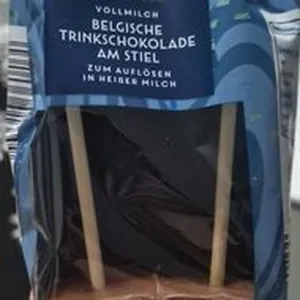 VOLLMILCH
BELGISCHE
TRINKSCHOKOLADE
AM STIEL
ZUM AUFLÖSEN
IN HEIßER MILCH